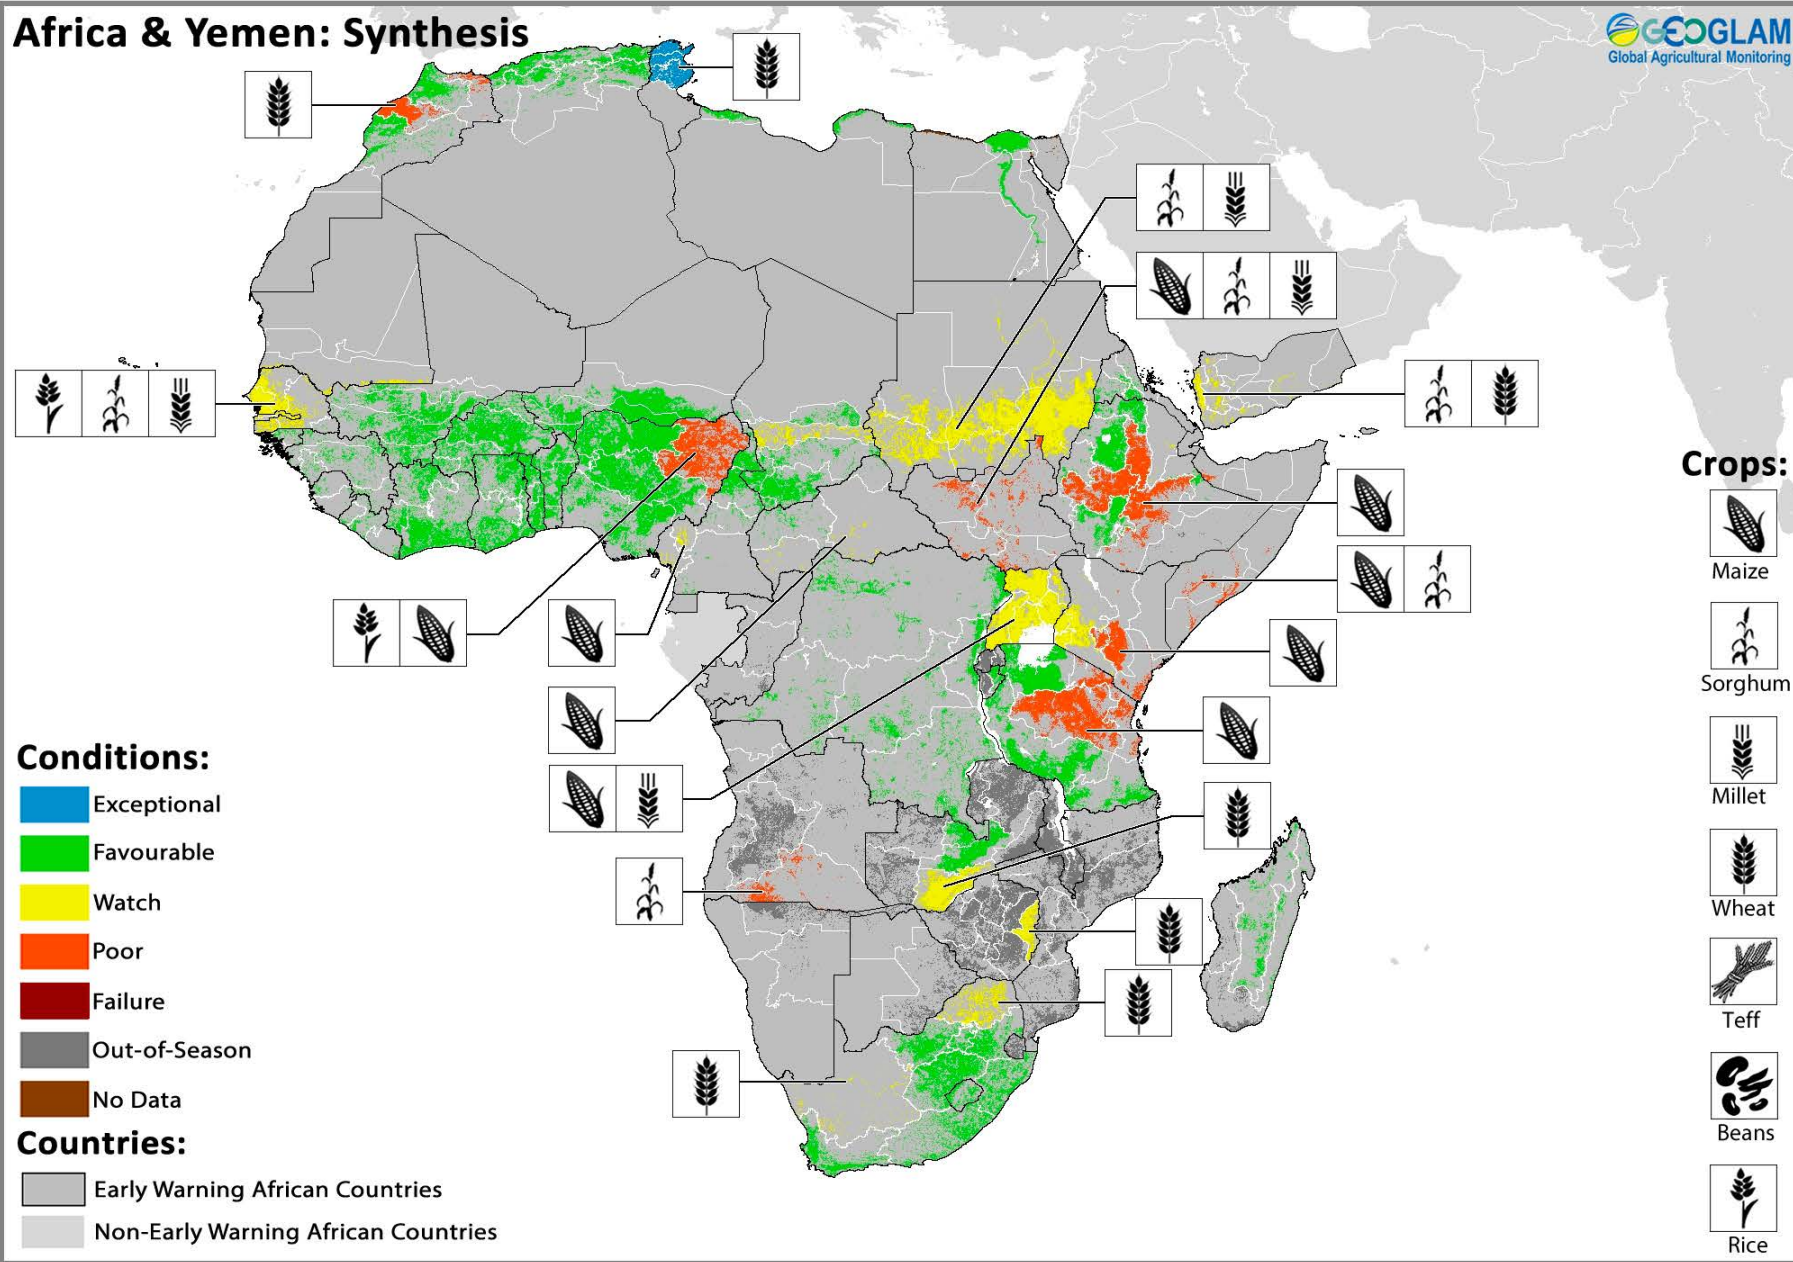 Africa & Yemen: Synthesis
GEOGLAM
Global Agricultural Monitoring
Crops:
Maize
Sorghum
Millet
Wheat
Teff
Beans
Rice
Conditions:
Exceptional
Favourable
Watch
Poor
Failure
Out-of-Season
No Data
Countries:
Early Warning African Countries
Non-Early Warning African Countries